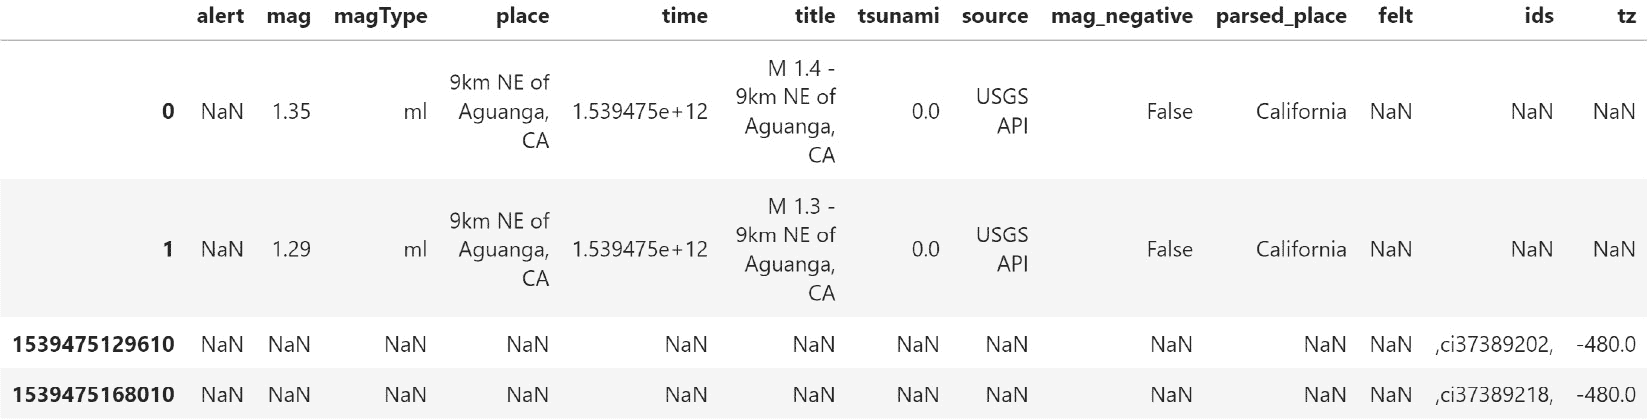 alert mag magType place time title tsunami source mag_negative parsed_place felt ids tz
0 NaN 1.35 ml 9km NE of Aguanga, CA 1.539475e+12 M 1.4 - 9km NE of Aguanga, CA 0.0 USGS API False California NaN NaN NaN
1 NaN 1.29 ml 9km NE of Aguanga, CA 1.539475e+12 M 1.3 - 9km NE of Aguanga, CA 0.0 USGS API False California NaN NaN NaN
1539475129610 NaN NaN NaN NaN NaN NaN NaN NaN NaN NaN NaN ,ci37389202, -480.0
1539475168010 NaN NaN NaN NaN NaN NaN NaN NaN NaN NaN NaN ,ci37389218, -480.0